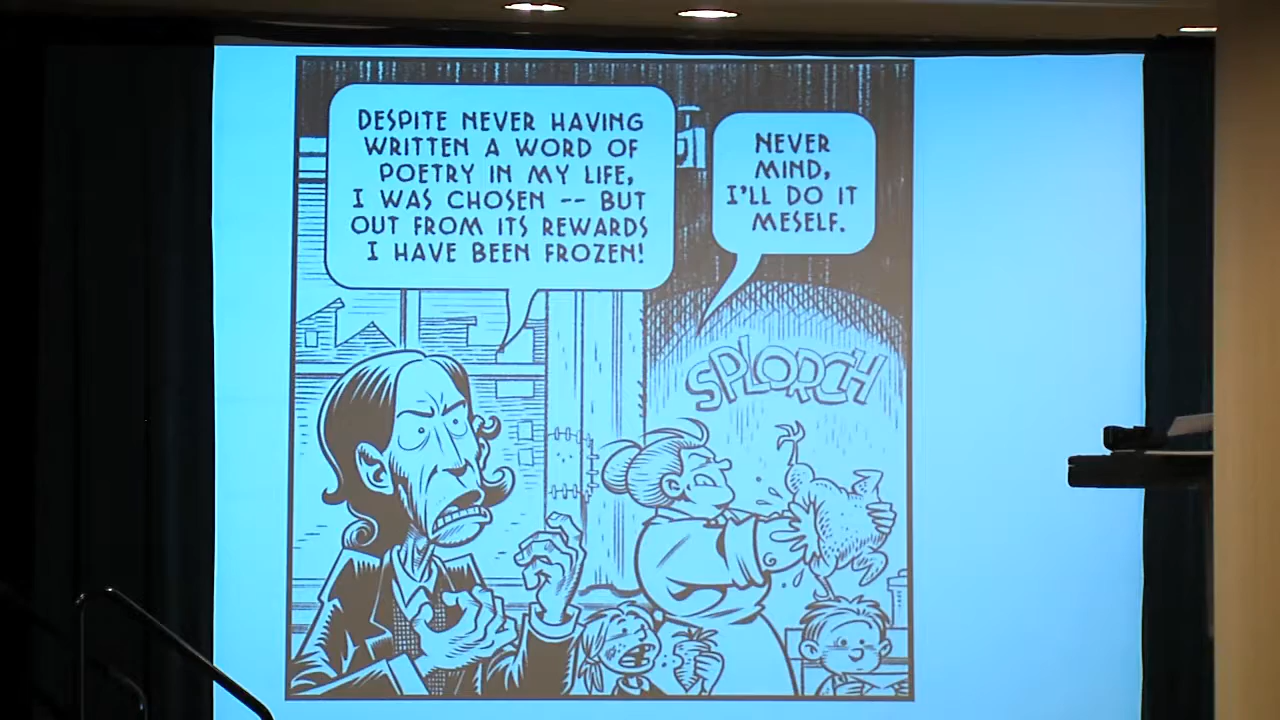 DESPITE NEVER HAVING
WRITTEN A WORD OF
POETRY IN MY LIFE,
I WAS CHOSEN -- BUT
OUT FROM ITS REWARDS
I HAVE BEEN FROZEN!
NEVER
MIND,
I'LL DO IT
MESELF.
SPLORCH